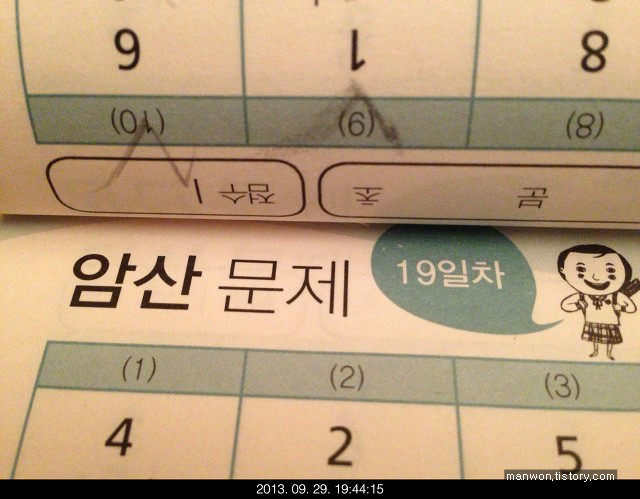 분 초 점수
(8) (9) (10)
8 1 6
암산 문제 19일차
(1) (2) (3)
4 2 5
manwon.tistory.com
2013. 09. 29. 19:44:15